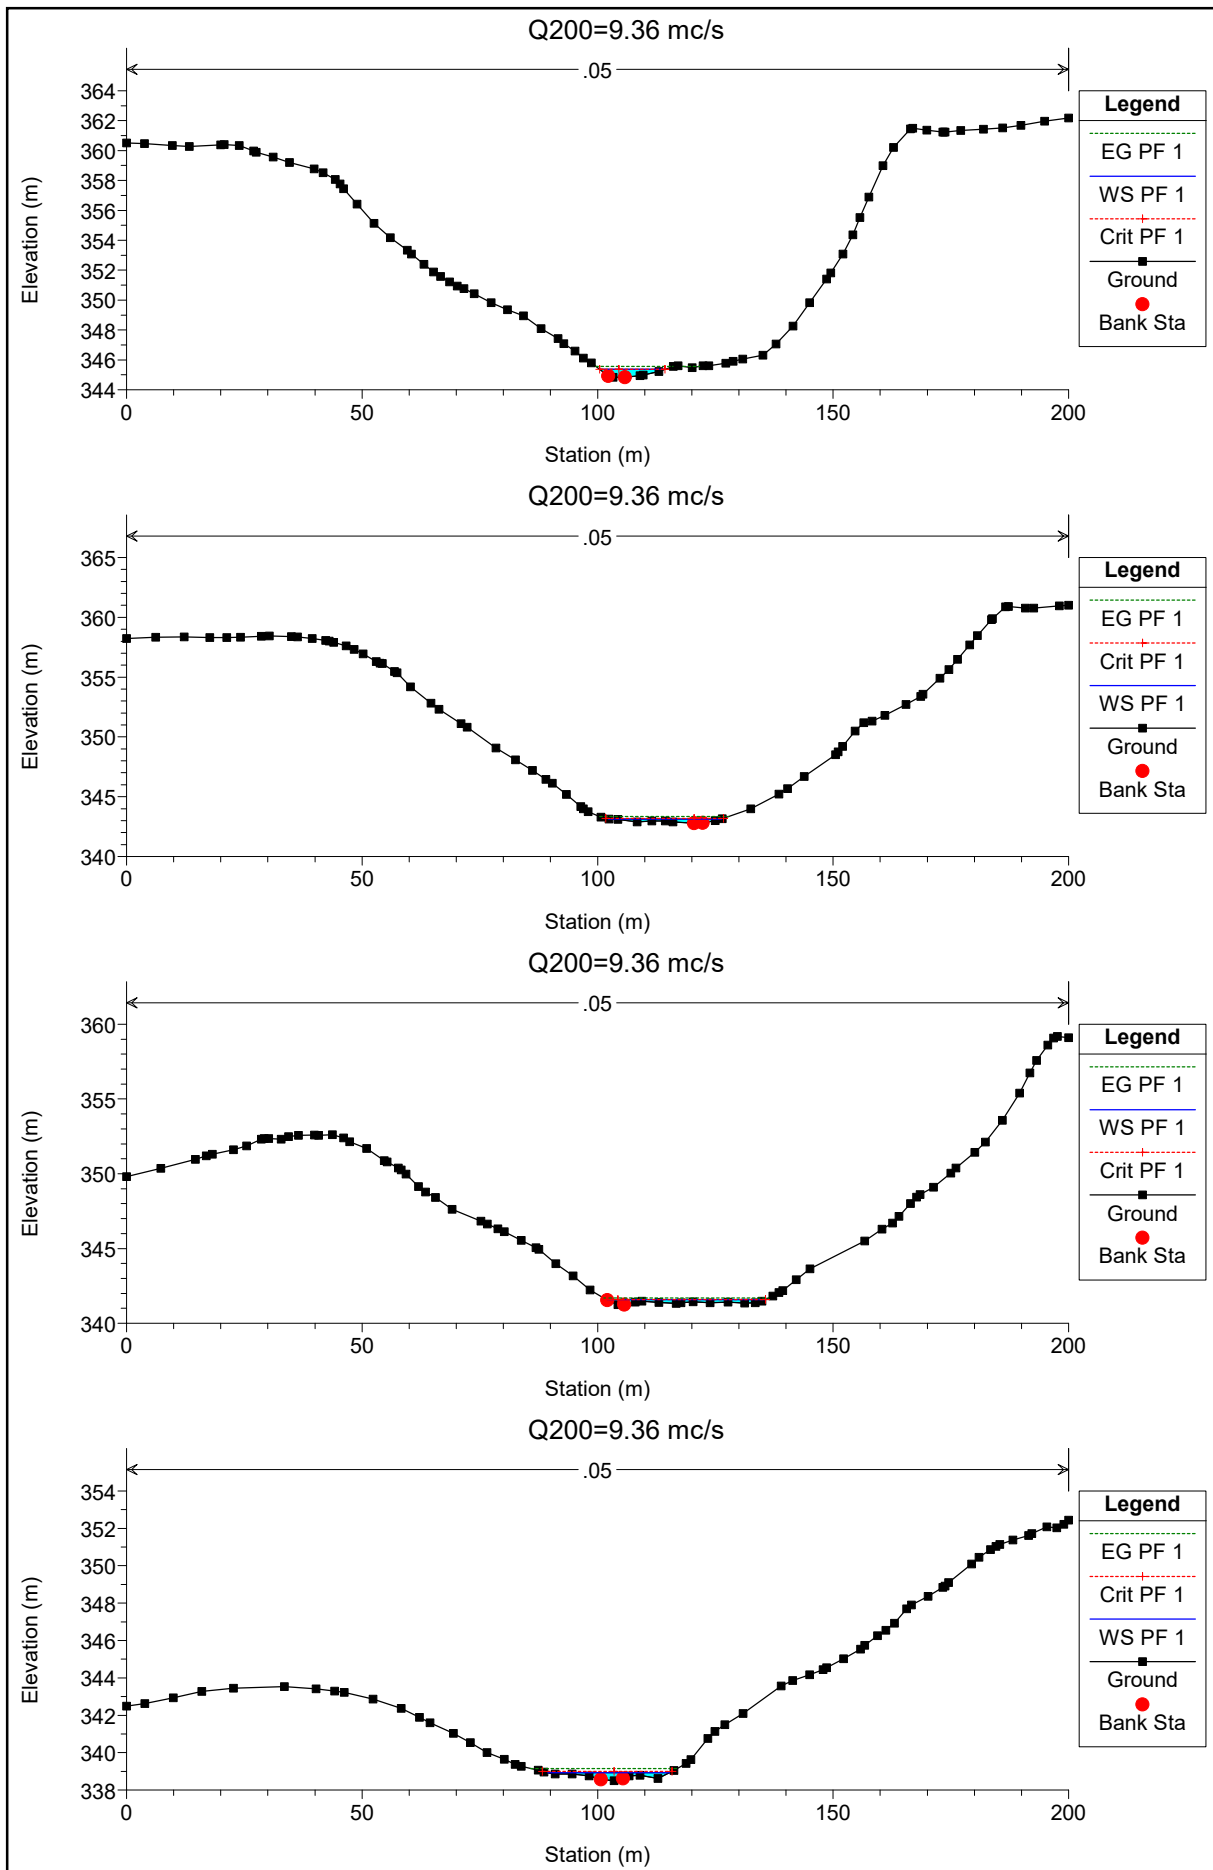 Q200=9.36 mc/s
.05
364
362
360
358
356
354
352
350
348
346
344
Elevation (m)
0
50
100
150
200
Station (m)
Legend
EG PF 1
WS PF 1
Crit PF 1
Ground
Bank Sta
Q200=9.36 mc/s
.05
365
360
355
350
345
340
Elevation (m)
0
50
100
150
200
Station (m)
Legend
EG PF 1
Crit PF 1
WS PF 1
Ground
Bank Sta
Q200=9.36 mc/s
.05
360
355
350
345
340
Elevation (m)
0
50
100
150
200
Station (m)
Legend
EG PF 1
WS PF 1
Crit PF 1
Ground
Bank Sta
Q200=9.36 mc/s
.05
354
352
350
348
346
344
342
340
338
Elevation (m)
0
50
100
150
200
Station (m)
Legend
EG PF 1
Crit PF 1
WS PF 1
Ground
Bank Sta